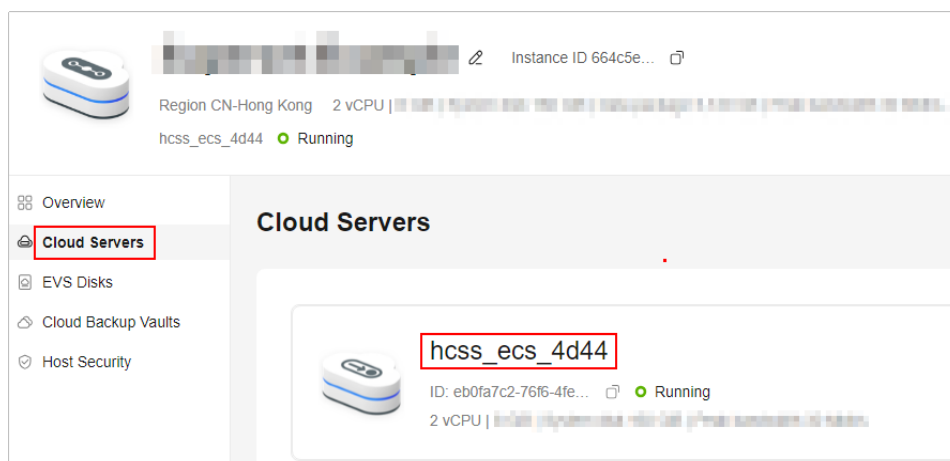 Instance ID 664c5e...
Region CN-Hong Kong 2 vCPU |
hcss_ecs_4d44 Running
Overview
Cloud Servers
EVS Disks
Cloud Backup Vaults
Host Security
Cloud Servers
hcss_ecs_4d44
ID: eb0fa7c2-76f6-4fe... Running
2 vCPU |